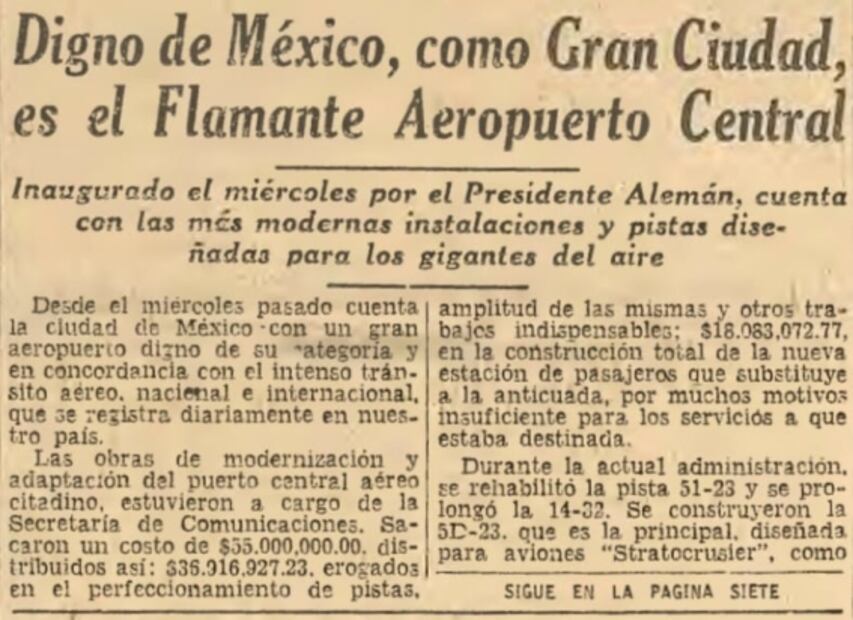 Digno de México, como Gran Ciudad,
es el Flamante Aeropuerto Central
Inaugurado el miércoles por el Presidente Alemán, cuenta
con las más modernas instalaciones y pistas dise-
ñadas para los gigantes del aire
Desde el miércoles pasado cuenta
la ciudad de México con un gran
aeropuerto digno de su categoría y
en concordancia con el intenso trán-
sito aéreo, nacional e internacional,
que se registra diariamente en nues-
tro país.
Las obras de modernización y
adaptación del puerto central aéreo
citadino, estuvieron a cargo de la
Secretaría de Comunicaciones. Sa-
caron un costo de $55.000,000.00, dis-
tribuidos así: $36.916,927.23, erogados
en el perfeccionamiento de pistas,
amplitud de las mismas y otros tra-
bajos indispensables; $18.083,072.77,
en la construcción total de la nueva
estación de pasajeros que substituye
a la anticuada, por muchos motivos
insuficiente para los servicios a que
estaba destinada.
Durante la actual administración,
se rehabilitó la pista 51-23 y se pro-
longó la 14-32. Se construyeron la
5D-23, que es la principal, diseñada
para aviones "Stratocrusier", como
SIGUE EN LA PAGINA SIETE